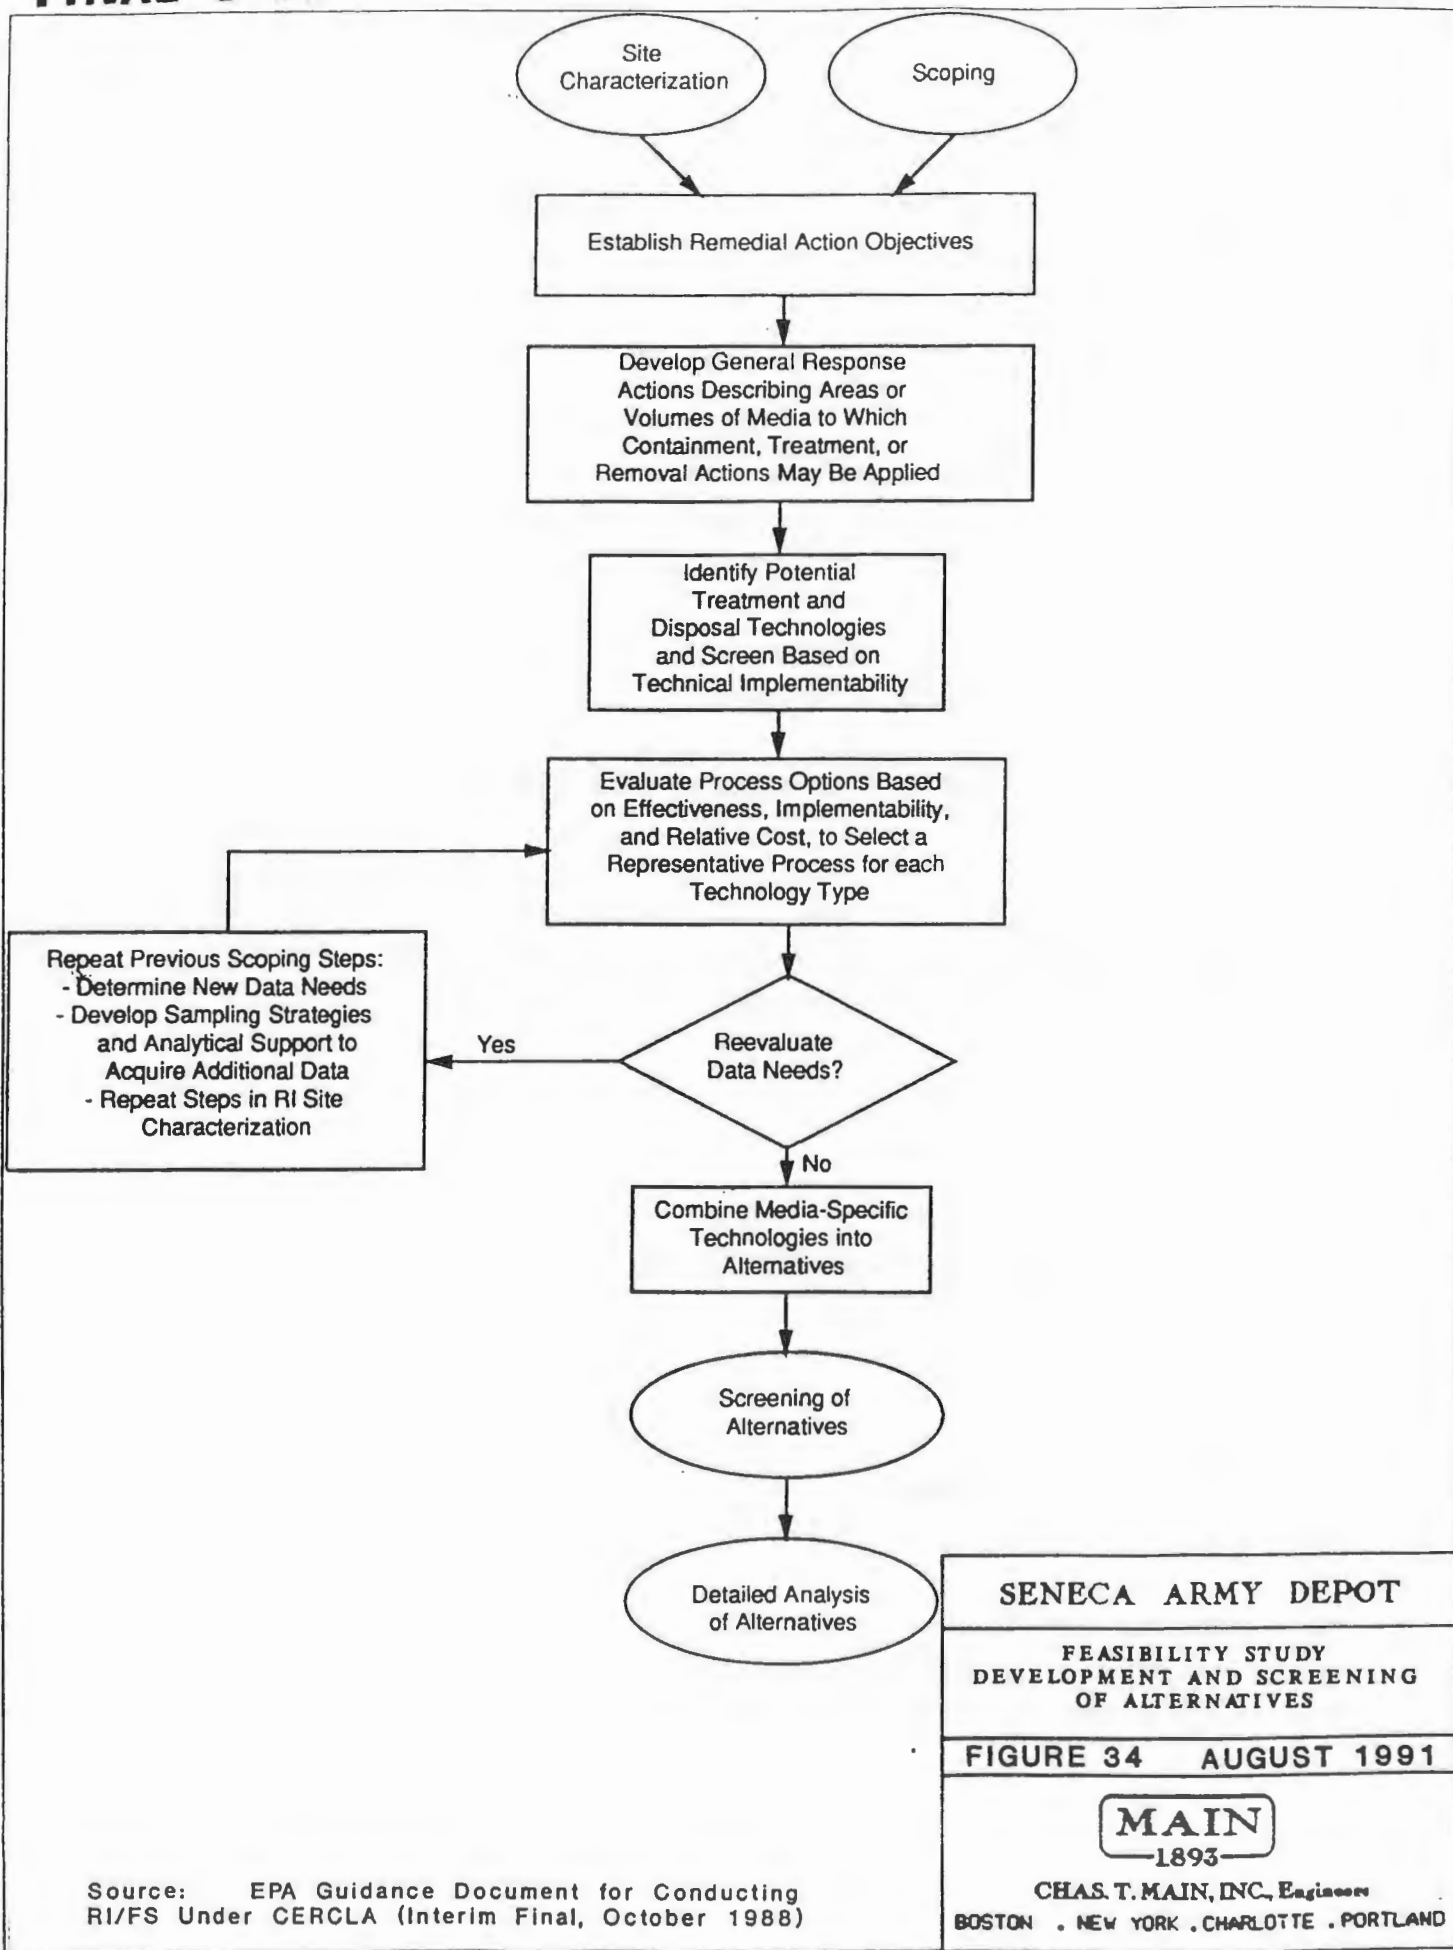 FINAL
Site
Characterization
Scoping
Establish Remedial Action Objectives
Develop General Response
Actions Describing Areas or
Volumes of Media to Which
Containment, Treatment, or
Removal Actions May Be Applied
Identify Potential
Treatment and
Disposal Technologies
and Screen Based on
Technical Implementability
Evaluate Process Options Based
on Effectiveness, Implementability,
and Relative Cost, to Select a
Representative Process for each
Technology Type
Repeat Previous Scoping Steps:
- Determine New Data Needs
- Develop Sampling Strategies
and Analytical Support to
Acquire Additional Data
- Repeat Steps in RI Site
Characterization
Yes
Reevaluate
Data Needs?
No
Combine Media-Specific
Technologies into
Alternatives
Screening of
Alternatives
Detailed Analysis
of Alternatives
SENECA ARMY DEPOT
FEASIBILITY STUDY
DEVELOPMENT AND SCREENING
OF ALTERNATIVES
FIGURE 34 AUGUST 1991
MAIN
1893
CHAS. T. MAIN, INC., Engineers
BOSTON . NEW YORK . CHARLOTTE . PORTLAND
Source: EPA Guidance Document for Conducting
RI/FS Under CERCLA (Interim Final, October 1988)